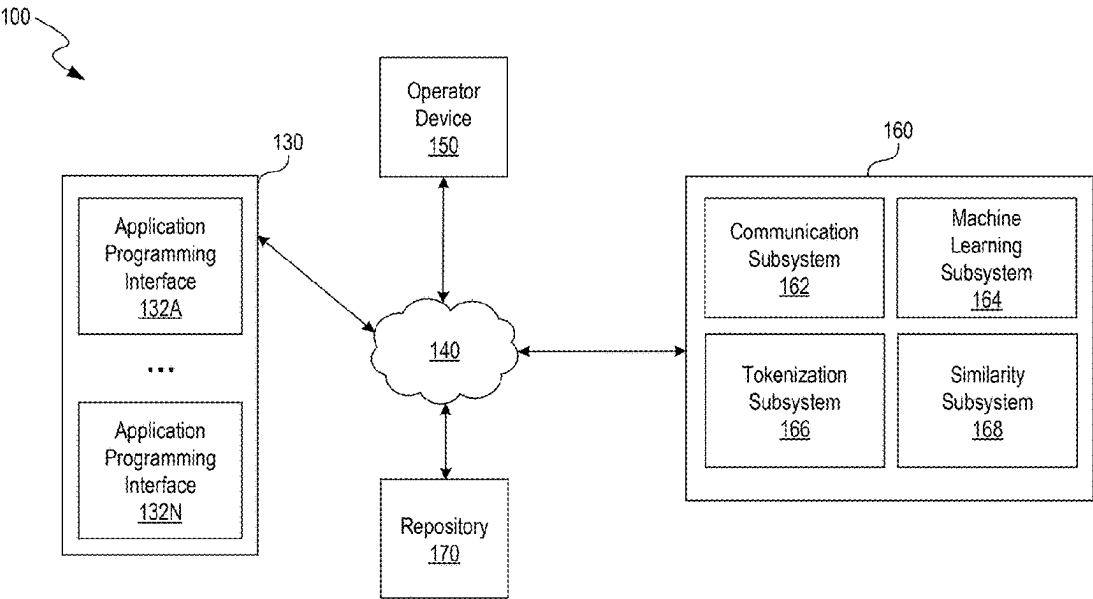 100
130
Application
Programming
Interface
132A
...
Application
Programming
Interface
132N
Operator
Device
150
140
Repository
170
160
Communication
Subsystem
162
Machine
Learning
Subsystem
164
Tokenization
Subsystem
166
Similarity
Subsystem
168